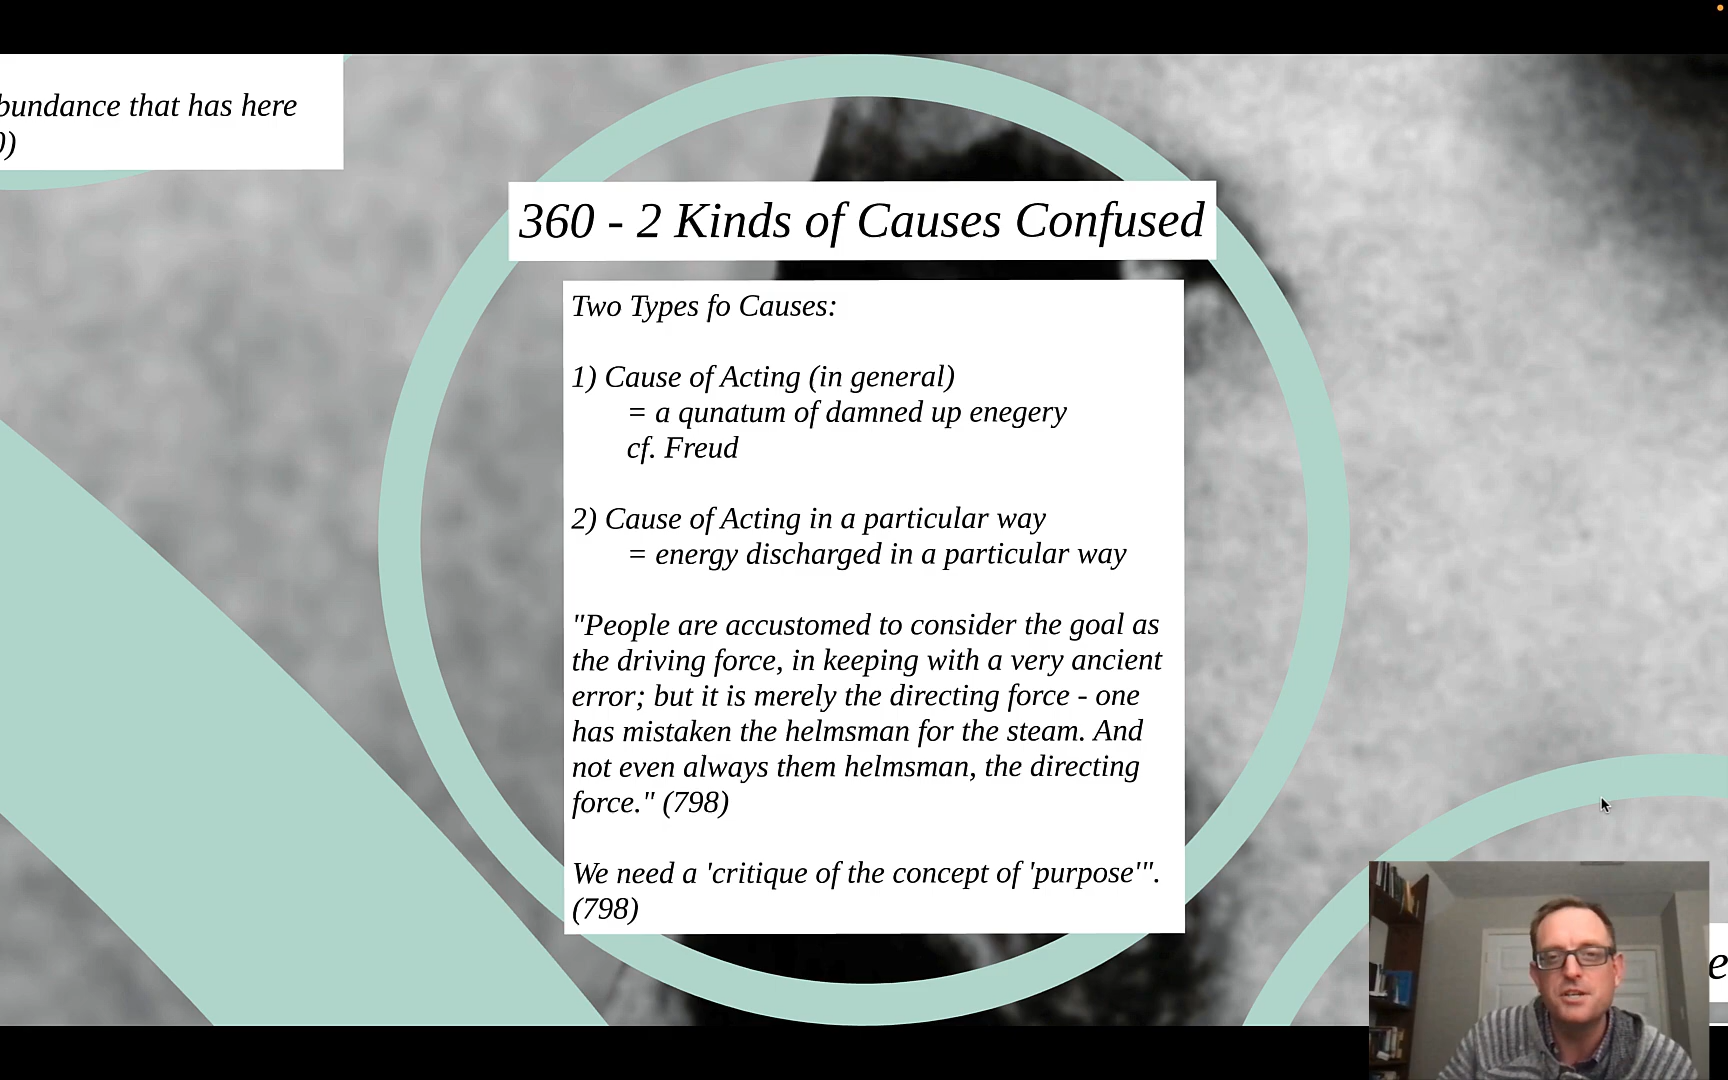 bundance that has here
0)
360 - 2 Kinds of Causes Confused
Two Types fo Causes:
1) Cause of Acting (in general)
= a qunatum of damned up enegery
cf. Freud
2) Cause of Acting in a particular way
= energy discharged in a particular way
"People are accustomed to consider the goal as
the driving force, in keeping with a very ancient
error; but it is merely the directing force - one
has mistaken the helmsman for the steam. And
not even always them helmsman, the directing
force." (798)
We need a 'critique of the concept of 'purpose'".
(798)
e